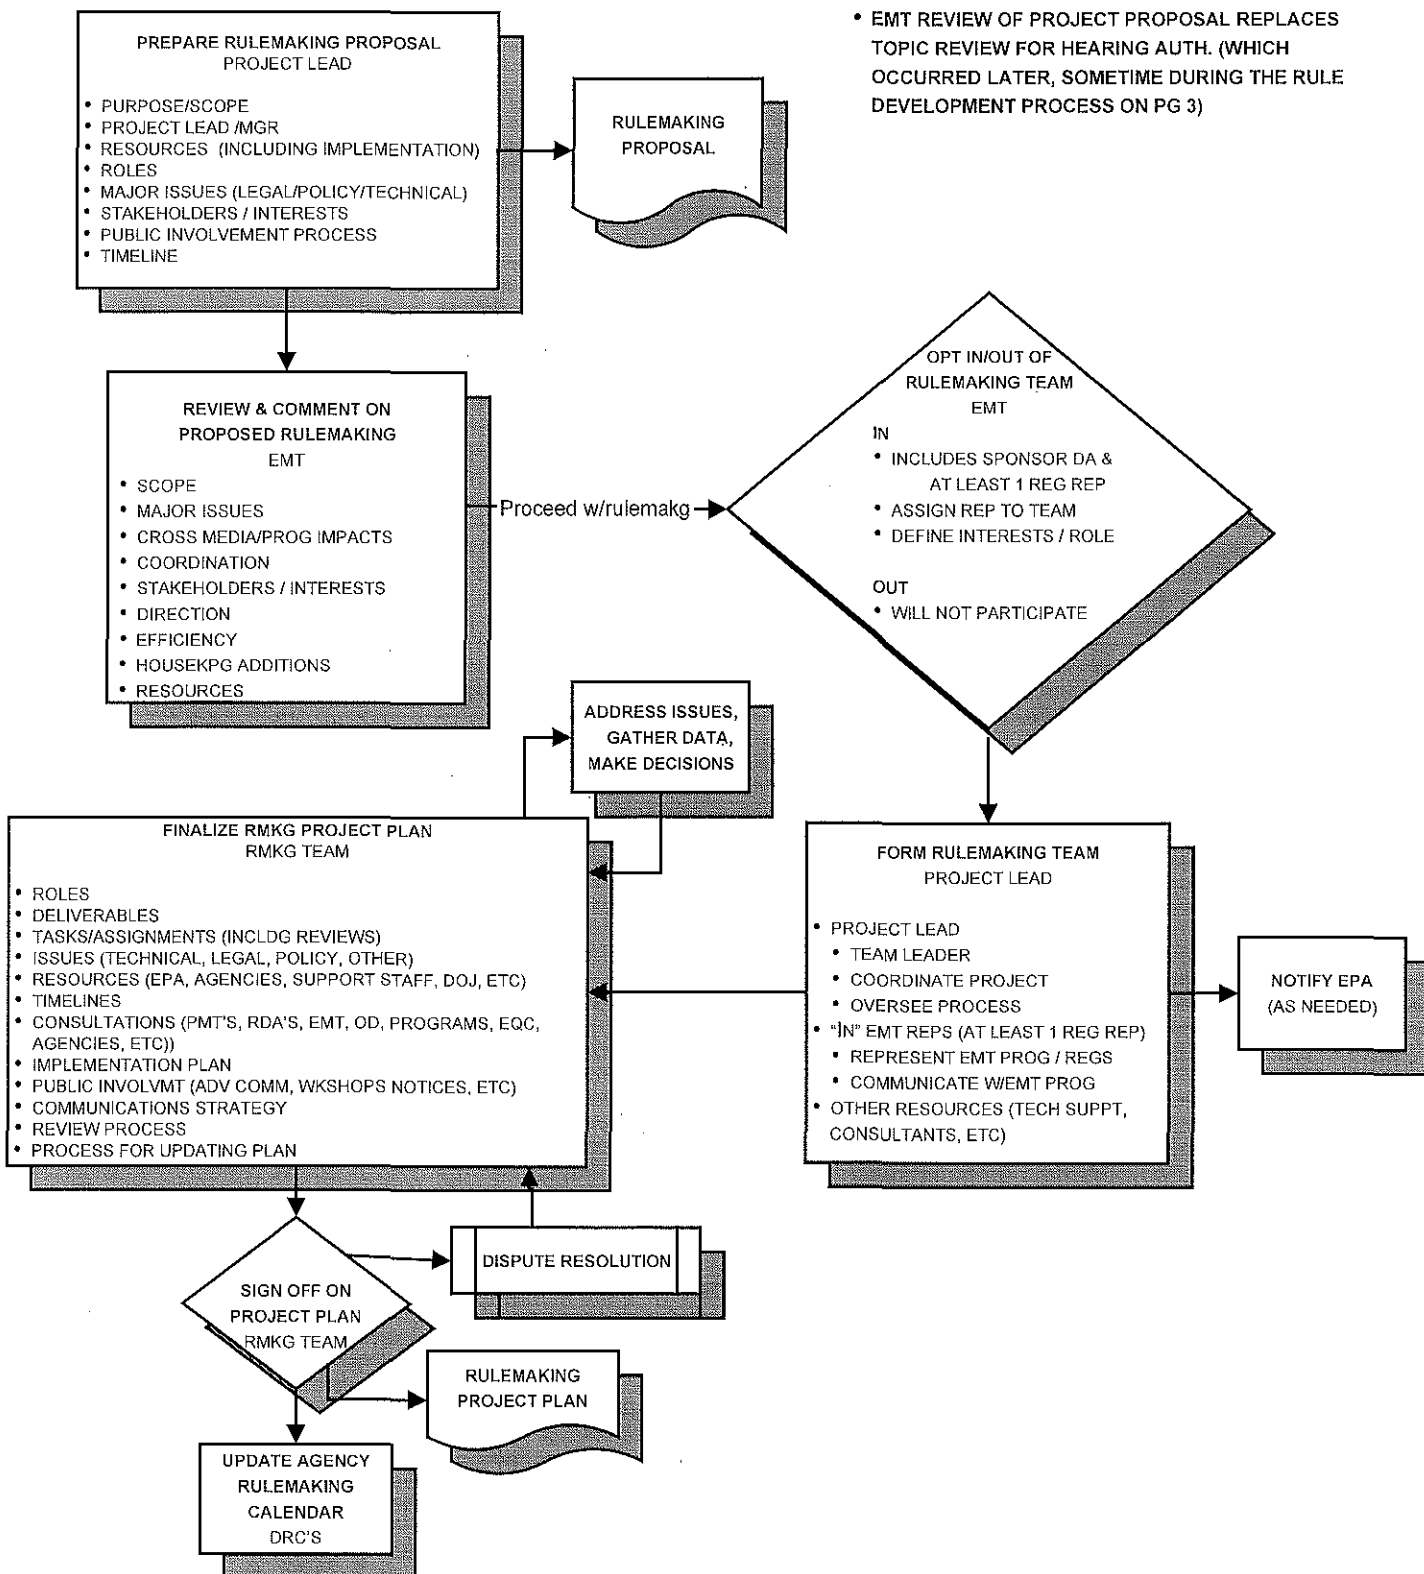 • EMT REVIEW OF PROJECT PROPOSAL REPLACES
TOPIC REVIEW FOR HEARING AUTH. (WHICH
OCCURRED LATER, SOMETIME DURING THE RULE
DEVELOPMENT PROCESS ON PG 3)
PREPARE RULEMAKING PROPOSAL
PROJECT LEAD
• PURPOSE/SCOPE
• PROJECT LEAD /MGR
• RESOURCES (INCLUDING IMPLEMENTATION)
• ROLES
• MAJOR ISSUES (LEGAL/POLICY/TECHNICAL)
• STAKEHOLDERS / INTERESTS
• PUBLIC INVOLVEMENT PROCESS
• TIMELINE
RULEMAKING
PROPOSAL
REVIEW & COMMENT ON
PROPOSED RULEMAKING
EMT
• SCOPE
• MAJOR ISSUES
• CROSS MEDIA/PROG IMPACTS
• COORDINATION
• STAKEHOLDERS / INTERESTS
• DIRECTION
• EFFICIENCY
• HOUSEKPG ADDITIONS
• RESOURCES
Proceed w/rulemakg
OPT IN/OUT OF
RULEMAKING TEAM
EMT
IN
• INCLUDES SPONSOR DA &
AT LEAST 1 REG REP
• ASSIGN REP TO TEAM
• DEFINE INTERESTS / ROLE
OUT
• WILL NOT PARTICIPATE
ADDRESS ISSUES,
GATHER DATA,
MAKE DECISIONS
FINALIZE RMKG PROJECT PLAN
RMKG TEAM
• ROLES
• DELIVERABLES
• TASKS/ASSIGNMENTS (INCLDG REVIEWS)
• ISSUES (TECHNICAL, LEGAL, POLICY, OTHER)
• RESOURCES (EPA, AGENCIES, SUPPORT STAFF, DOJ, ETC)
• TIMELINES
• CONSULTATIONS (PMT'S, RDA'S, EMT, OD, PROGRAMS, EQC,
AGENCIES, ETC))
• IMPLEMENTATION PLAN
• PUBLIC INVOLVMT (ADV COMM, WKSHOPS NOTICES, ETC)
• COMMUNICATIONS STRATEGY
• REVIEW PROCESS
• PROCESS FOR UPDATING PLAN
FORM RULEMAKING TEAM
PROJECT LEAD
• PROJECT LEAD
• TEAM LEADER
• COORDINATE PROJECT
• OVERSEE PROCESS
• "IN" EMT REPS (AT LEAST 1 REG REP)
• REPRESENT EMT PROG / REGS
• COMMUNICATE W/EMT PROG
• OTHER RESOURCES (TECH SUPPT,
CONSULTANTS, ETC)
NOTIFY EPA
(AS NEEDED)
DISPUTE RESOLUTION
SIGN OFF ON
PROJECT PLAN
RMKG TEAM
RULEMAKING
PROJECT PLAN
UPDATE AGENCY
RULEMAKING
CALENDAR
DRC'S